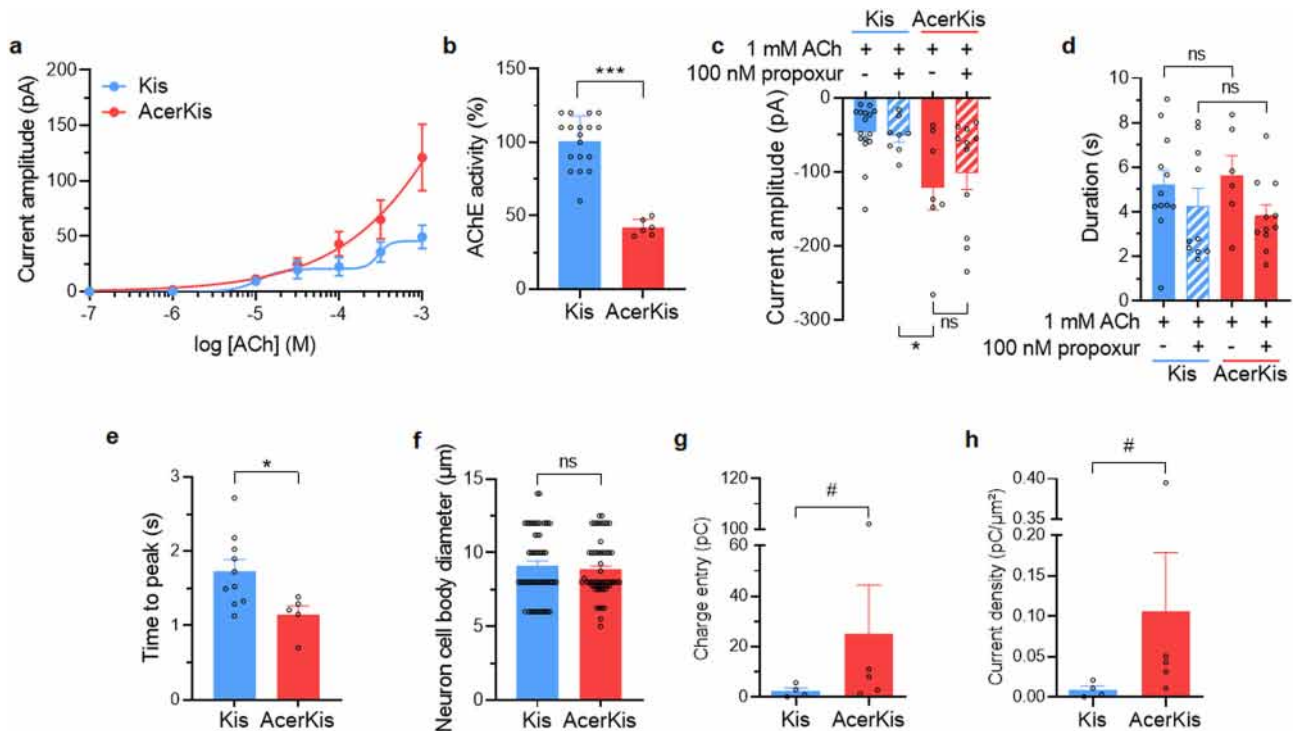 a
Current amplitude (pA)
200
150
100
50
0
-7
-6
-5
-4
-3
log [ACh] (M)
Kis
AcerKis
b
AChE activity (%)
150
100
50
0
***
Kis
AcerKis
c
Kis
AcerKis
1 mM ACh
+
+
+
+
100 nM propoxur
-
+
-
+
Current amplitude (pA)
0
-100
-200
-300
ns
*
d
Duration (s)
10
8
6
4
2
0
ns
ns
1 mM ACh
+
+
+
+
100 nM propoxur
-
+
-
+
Kis
AcerKis
e
Time to peak (s)
3
2
1
0
*
Kis
AcerKis
f
Neuron cell body diameter (µm)
15
10
5
0
ns
Kis
AcerKis
g
Charge entry (pC)
120
100
60
40
20
0
#
Kis
AcerKis
h
Current density (pC/µm²)
0.40
0.35
0.20
0.15
0.10
0.05
0.00
#
Kis
AcerKis